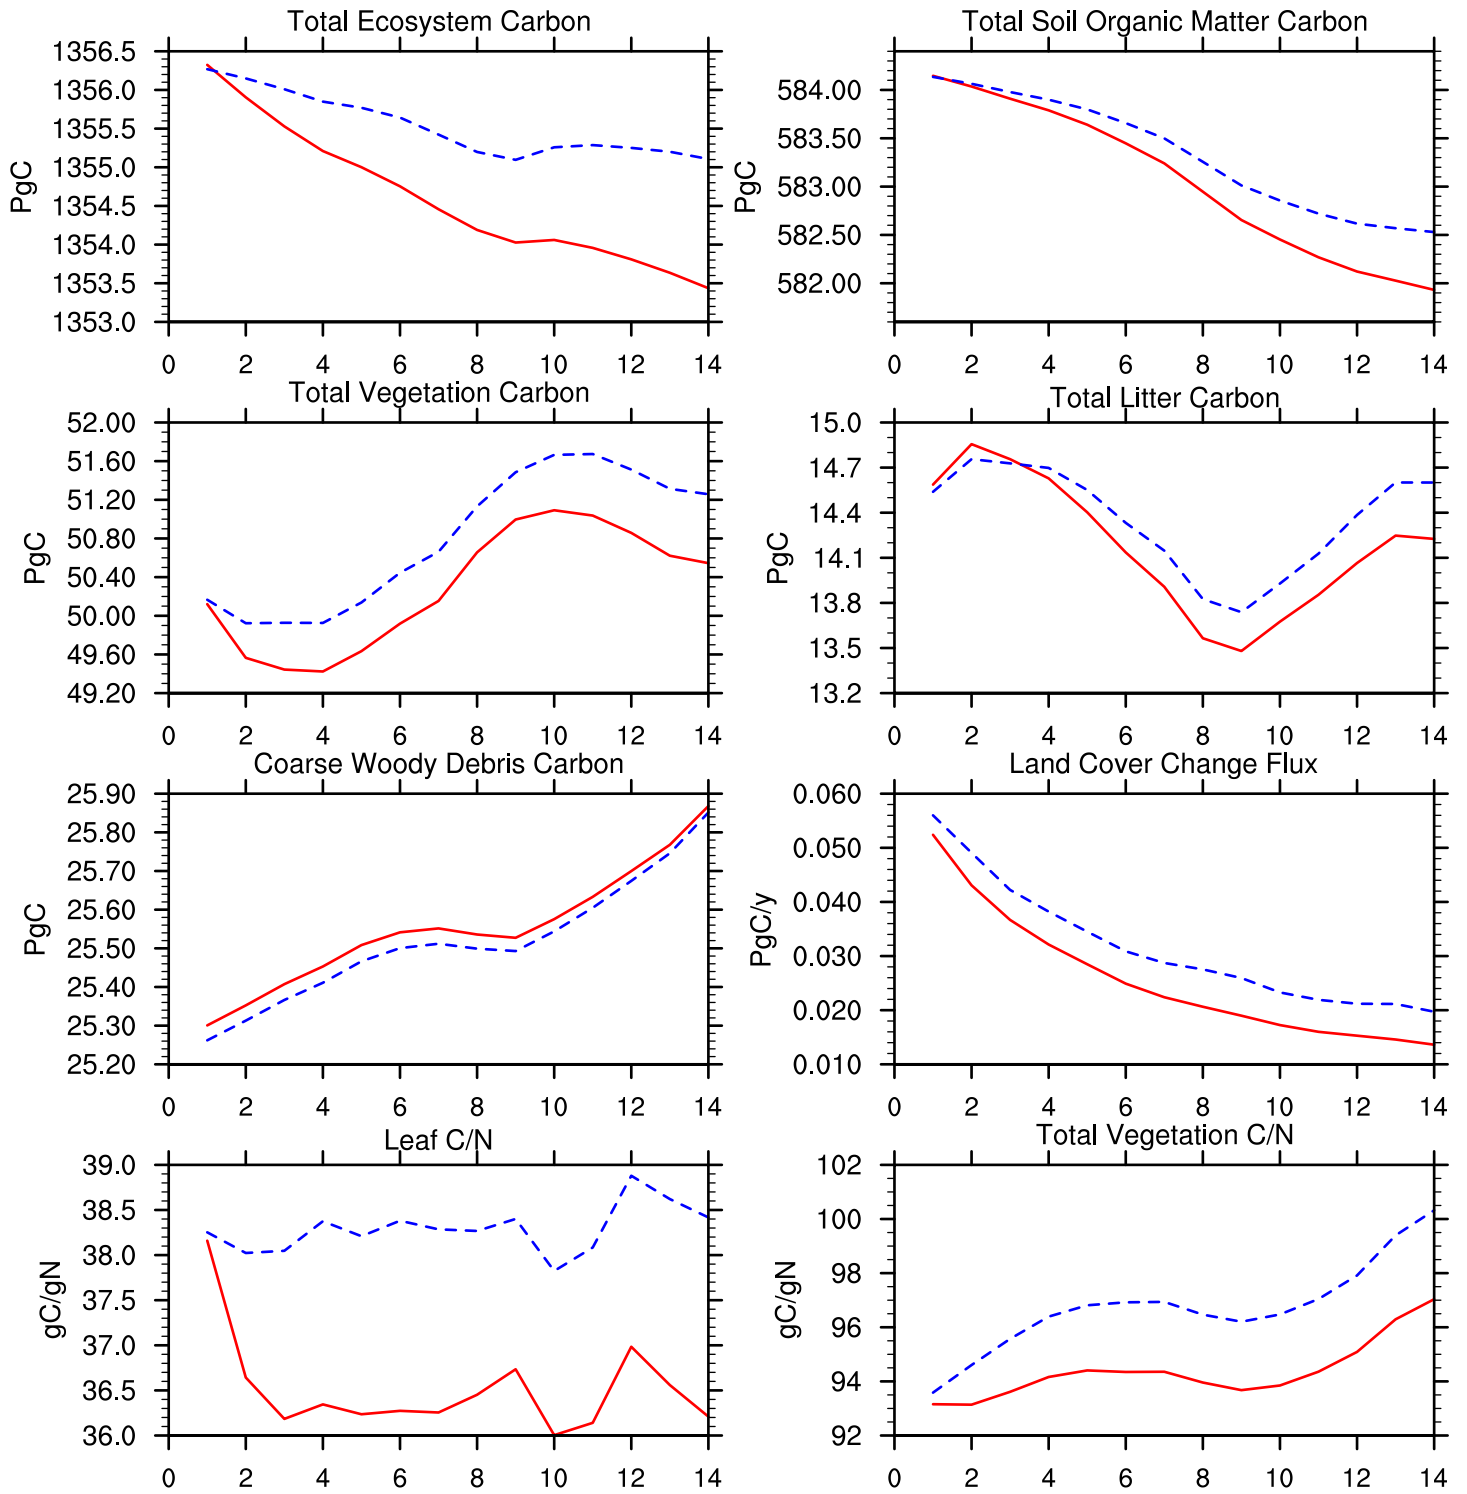 Total Ecosystem Carbon
PgC
1356.5
1356.0
1355.5
1355.0
1354.5
1354.0
1353.5
1353.0
0 2 4 6 8 10 12 14
Total Soil Organic Matter Carbon
PgC
584.00
583.50
583.00
582.50
582.00
0 2 4 6 8 10 12 14
Total Vegetation Carbon
PgC
52.00
51.60
51.20
50.80
50.40
50.00
49.60
49.20
0 2 4 6 8 10 12 14
Total Litter Carbon
PgC
15.0
14.7
14.4
14.1
13.8
13.5
13.2
0 2 4 6 8 10 12 14
Coarse Woody Debris Carbon
PgC
25.90
25.80
25.70
25.60
25.50
25.40
25.30
25.20
0 2 4 6 8 10 12 14
Land Cover Change Flux
PgC/y
0.060
0.050
0.040
0.030
0.020
0.010
0 2 4 6 8 10 12 14
Leaf C/N
gC/gN
39.0
38.5
38.0
37.5
37.0
36.5
36.0
0 2 4 6 8 10 12 14
Total Vegetation C/N
gC/gN
102
100
98
96
94
92
0 2 4 6 8 10 12 14